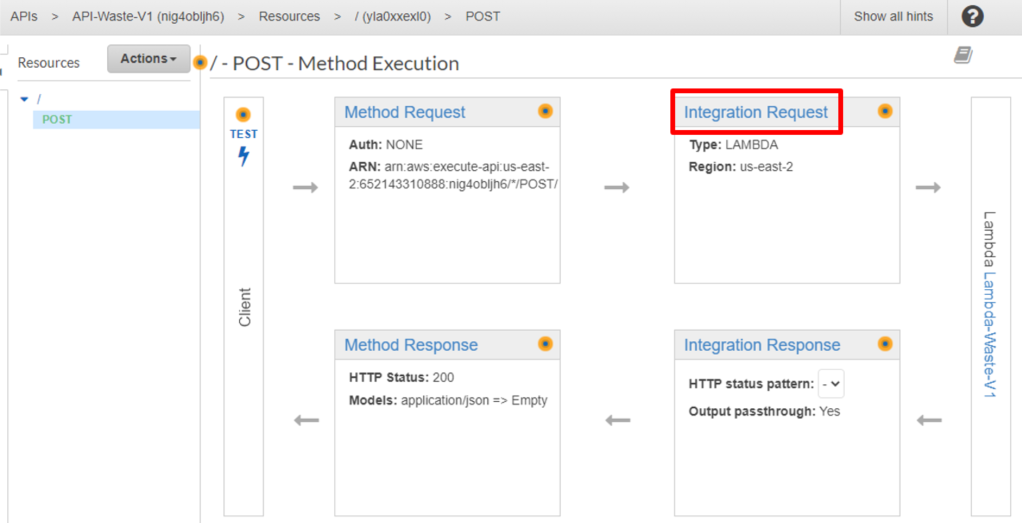 APIs > API-Waste-V1 (nig4obljh6) > Resources > / (yla0xxexl0) > POST Show all hints ?
Resources Actions / - POST - Method Execution
/
POST
TEST
Client
Method Request
Auth: NONE
ARN: arn:aws:execute-api:us-east-
2:652143310888:nig4obljh6/*/POST/
Integration Request
Type: LAMBDA
Region: us-east-2
Lambda Lambda-Waste-V1
Method Response
HTTP Status: 200
Models: application/json => Empty
Integration Response
HTTP status pattern: -
Output passthrough: Yes